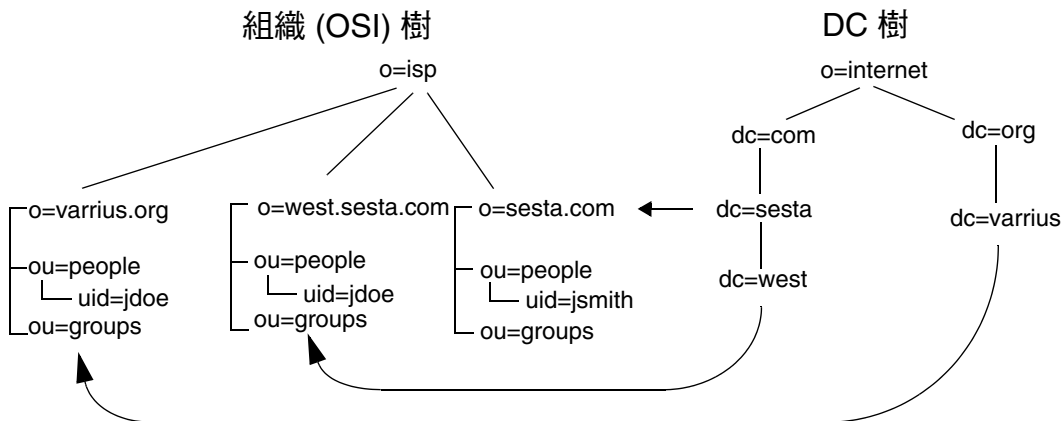 組織 (OSI) 樹
o=isp
o=varrius.org
ou=people
uid=jdoe
ou=groups
o=west.sesta.com
ou=people
uid=jdoe
ou=groups
o=sesta.com
ou=people
uid=jsmith
ou=groups
DC 樹
o=internet
dc=com
dc=sesta
dc=west
dc=org
dc=varrius